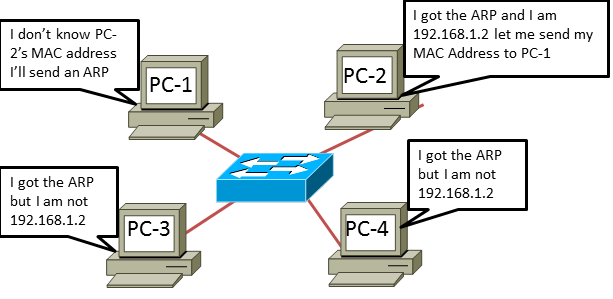 I don't know PC-
2's MAC address
I'll send an ARP
PC-1
I got the ARP and I am
192.168.1.2 let me send my
MAC Address to PC-1
PC-2
I got the ARP
but I am not
192.168.1.2
PC-3
I got the ARP
but I am not
192.168.1.2
PC-4